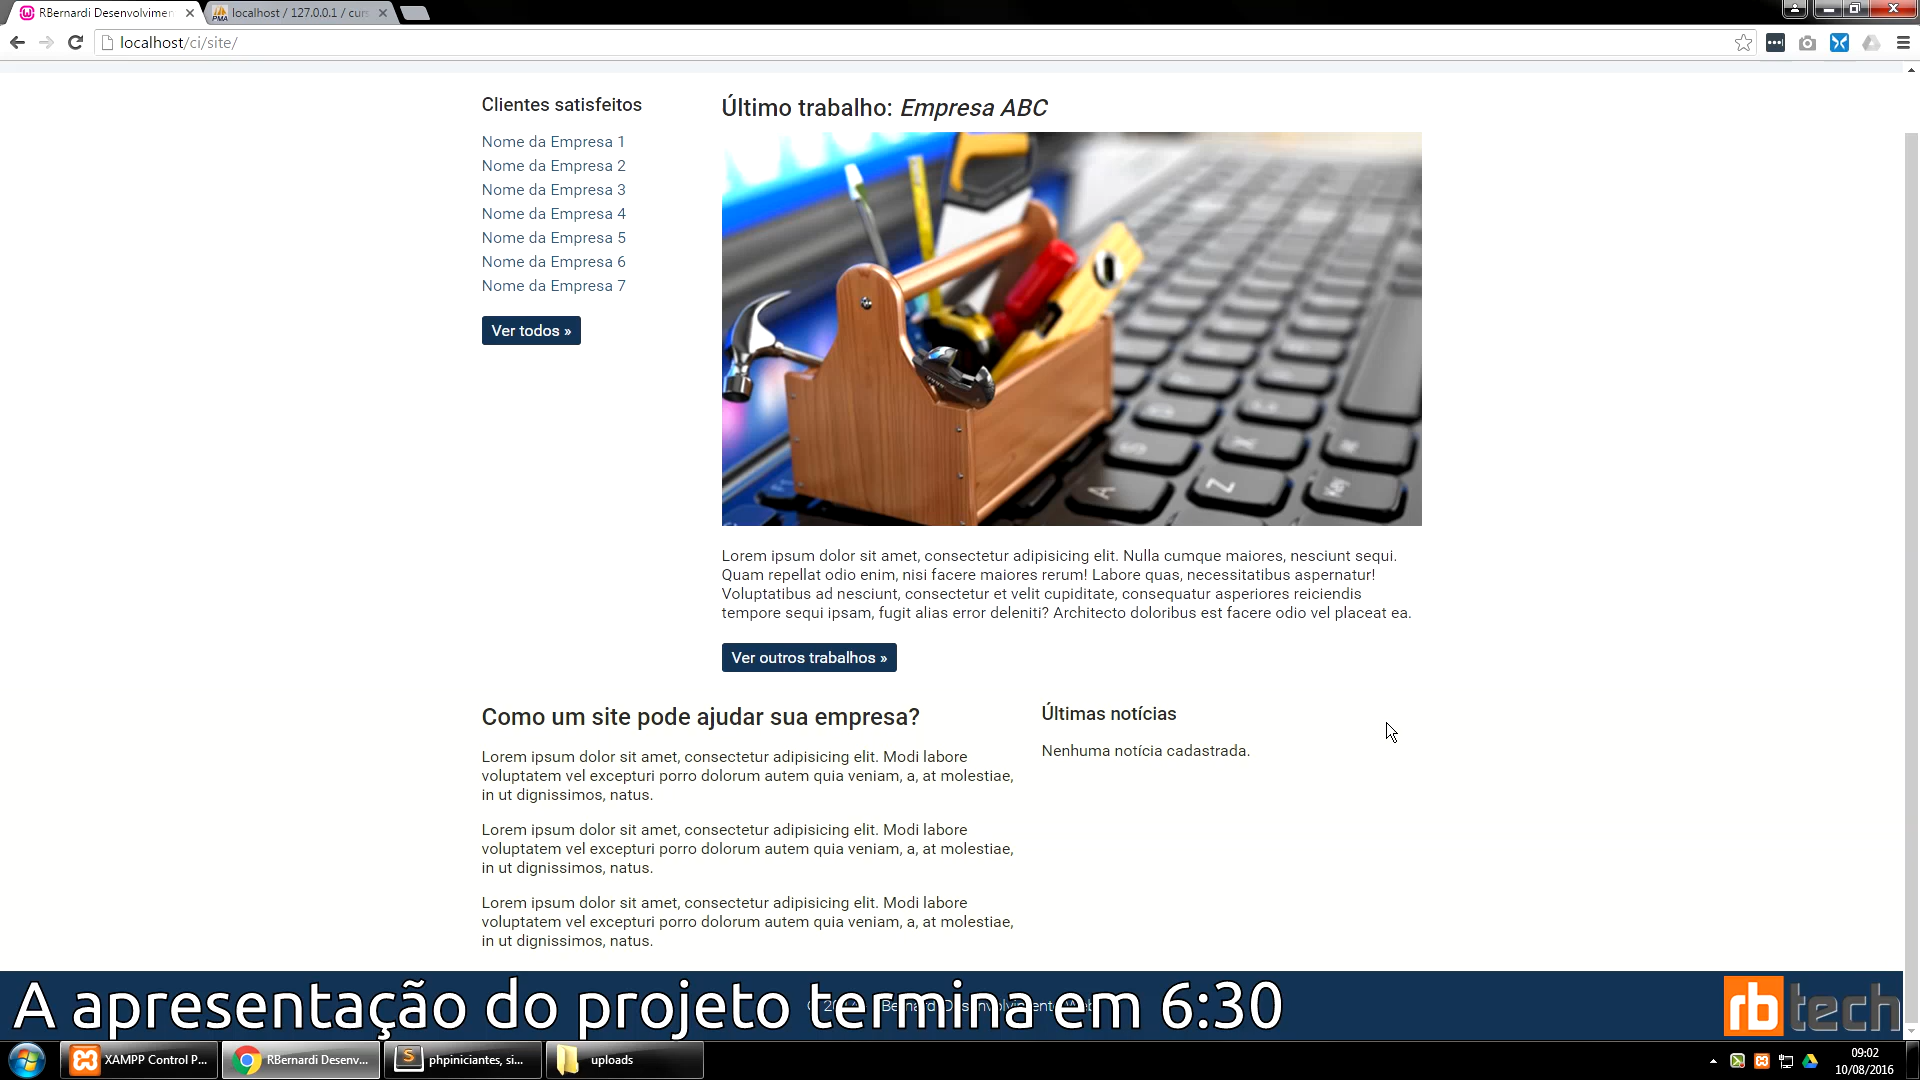 RBernardi Desenvolvimen
localhost / 127.0.0.1 / cur
localhost/ci/site/
Clientes satisfeitos
Nome da Empresa 1
Nome da Empresa 2
Nome da Empresa 3
Nome da Empresa 4
Nome da Empresa 5
Nome da Empresa 6
Nome da Empresa 7
Ver todos »
Último trabalho: Empresa ABC
Lorem ipsum dolor sit amet, consectetur adipisicing elit. Nulla cumque maiores, nesciunt sequi.
Quam repellat odio enim, nisi facere maiores rerum! Labore quas, necessitatibus aspernatur!
Voluptatibus ad nesciunt, consectetur et velit cupiditate, consequatur asperiores reiciendis
tempore sequi ipsam, fugit alias error deleniti? Architecto doloribus est facere odio vel placeat ea.
Ver outros trabalhos »
Como um site pode ajudar sua empresa?
Lorem ipsum dolor sit amet, consectetur adipisicing elit. Modi labore
voluptatem vel excepturi porro dolorum autem quia veniam, a, at molestiae,
in ut dignissimos, natus.
Lorem ipsum dolor sit amet, consectetur adipisicing elit. Modi labore
voluptatem vel excepturi porro dolorum autem quia veniam, a, at molestiae,
in ut dignissimos, natus.
Lorem ipsum dolor sit amet, consectetur adipisicing elit. Modi labore
voluptatem vel excepturi porro dolorum autem quia veniam, a, at molestiae,
in ut dignissimos, natus.
Últimas notícias
Nenhuma notícia cadastrada.
A apresentação do projeto termina em 6:30
rbtech
XAMPP Control P...
RBernardi Desenv...
phpiniciantes, si...
uploads
09:02
10/08/2016